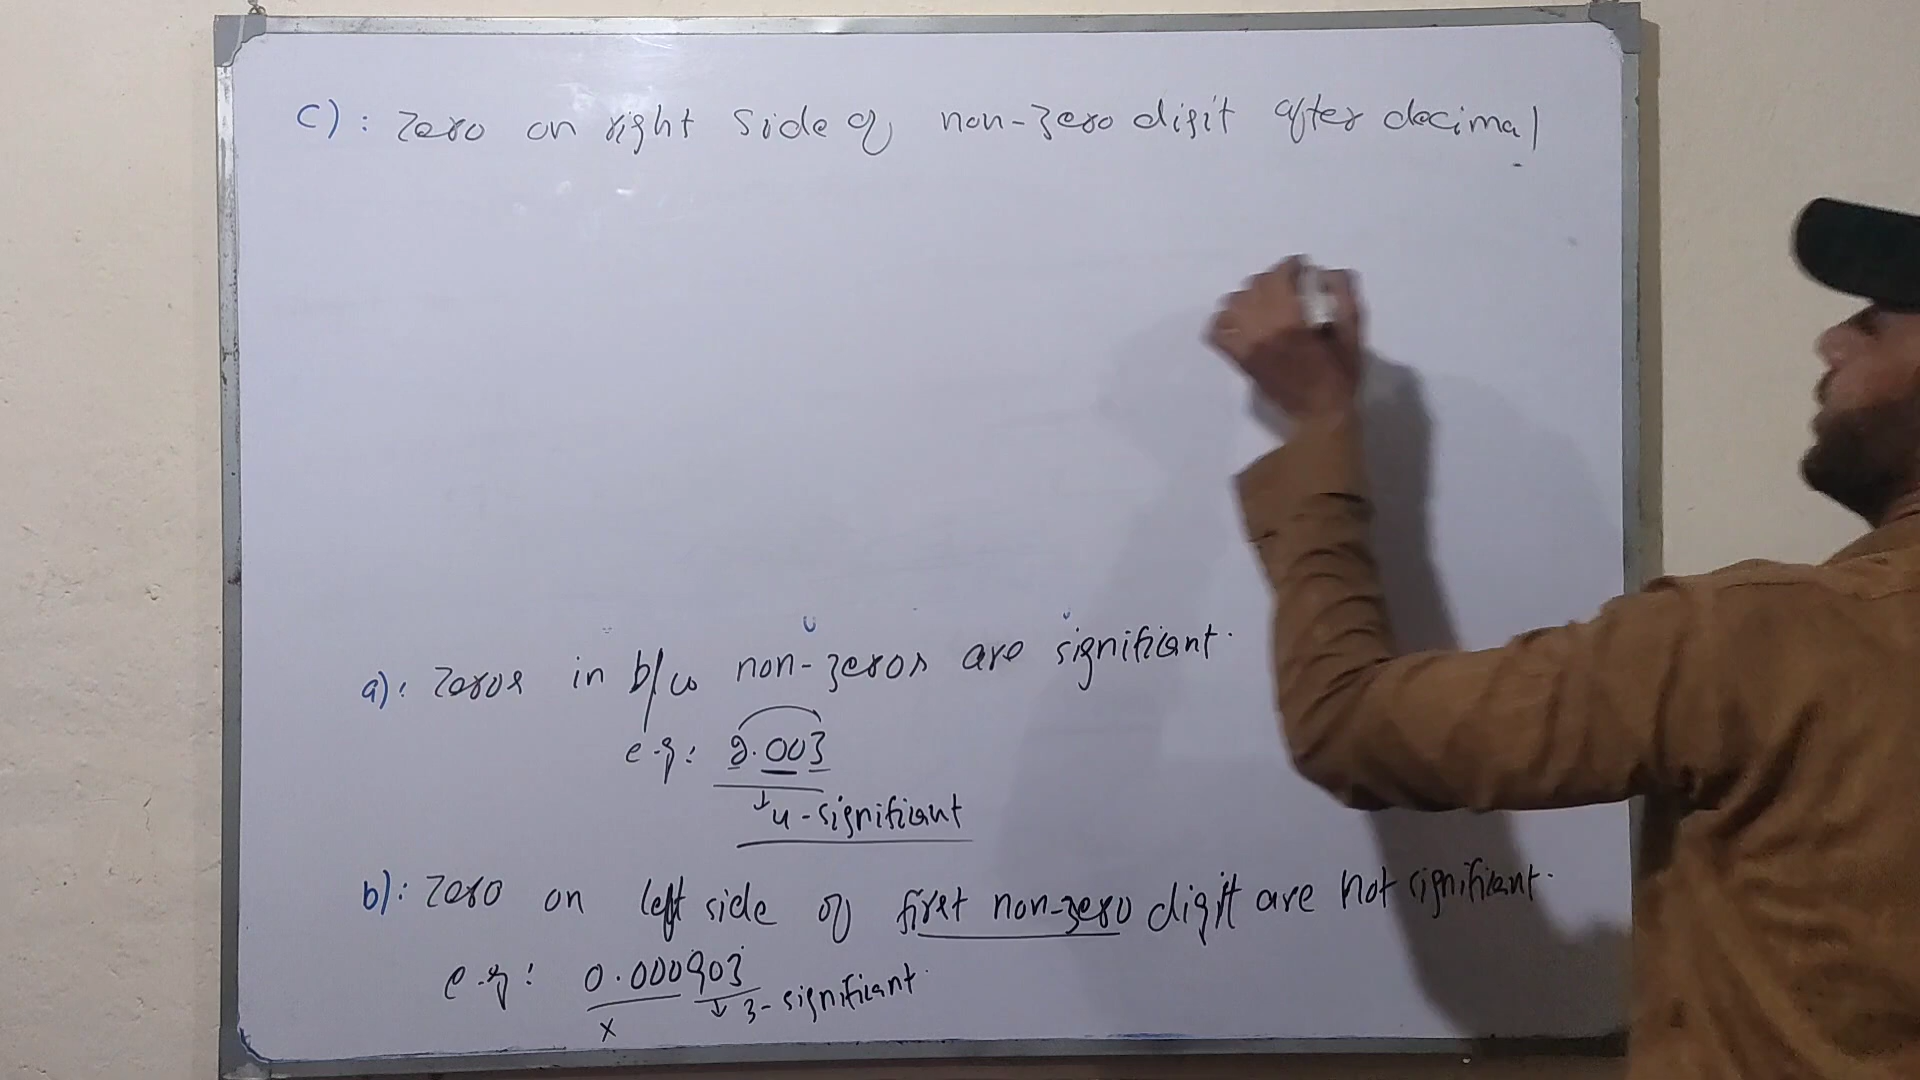 c): Zero on right side of non-zero digit after decimal
a): Zeros in b/w non-zeros are significant.
e.g: 2.003
↓ 4-significant
b): Zero on left side of first non-zero digit are not significant.
e.g: 0.000903
x ↓ 3-significant.